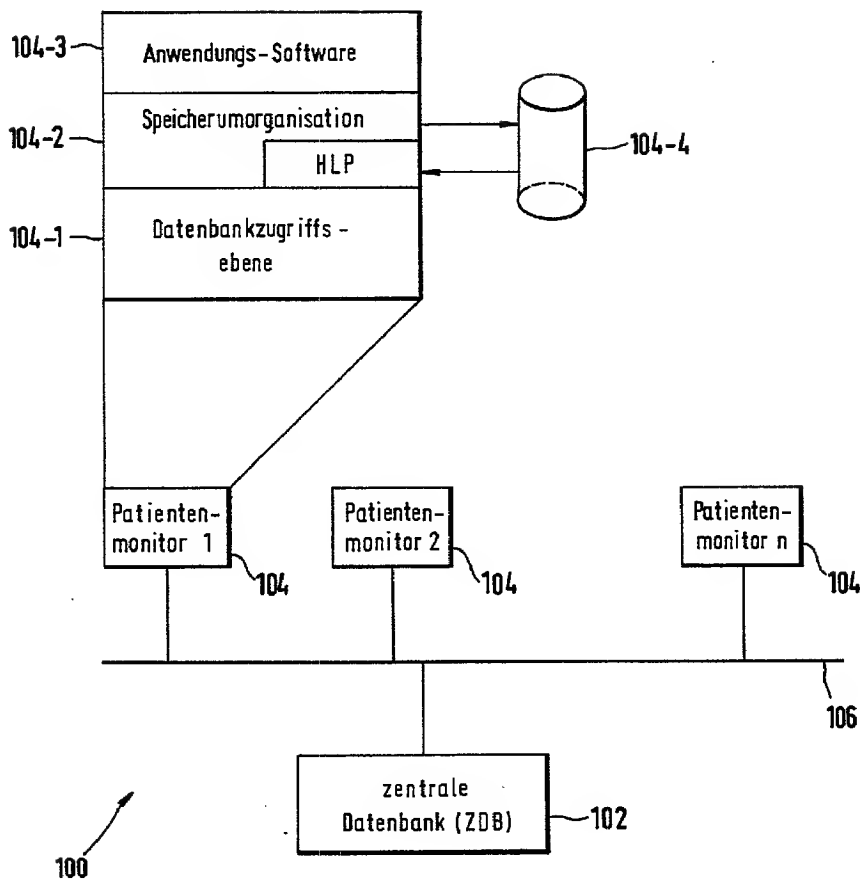 104-3
Anwendungs-Software
104-2
Speicherumorganisation
HLP
104-4
104-1
Datenbankzugriffs-
ebene
Patienten-
monitor 1
104
Patienten-
monitor 2
104
Patienten-
monitor n
104
106
zentrale
Datenbank (ZDB)
102
100